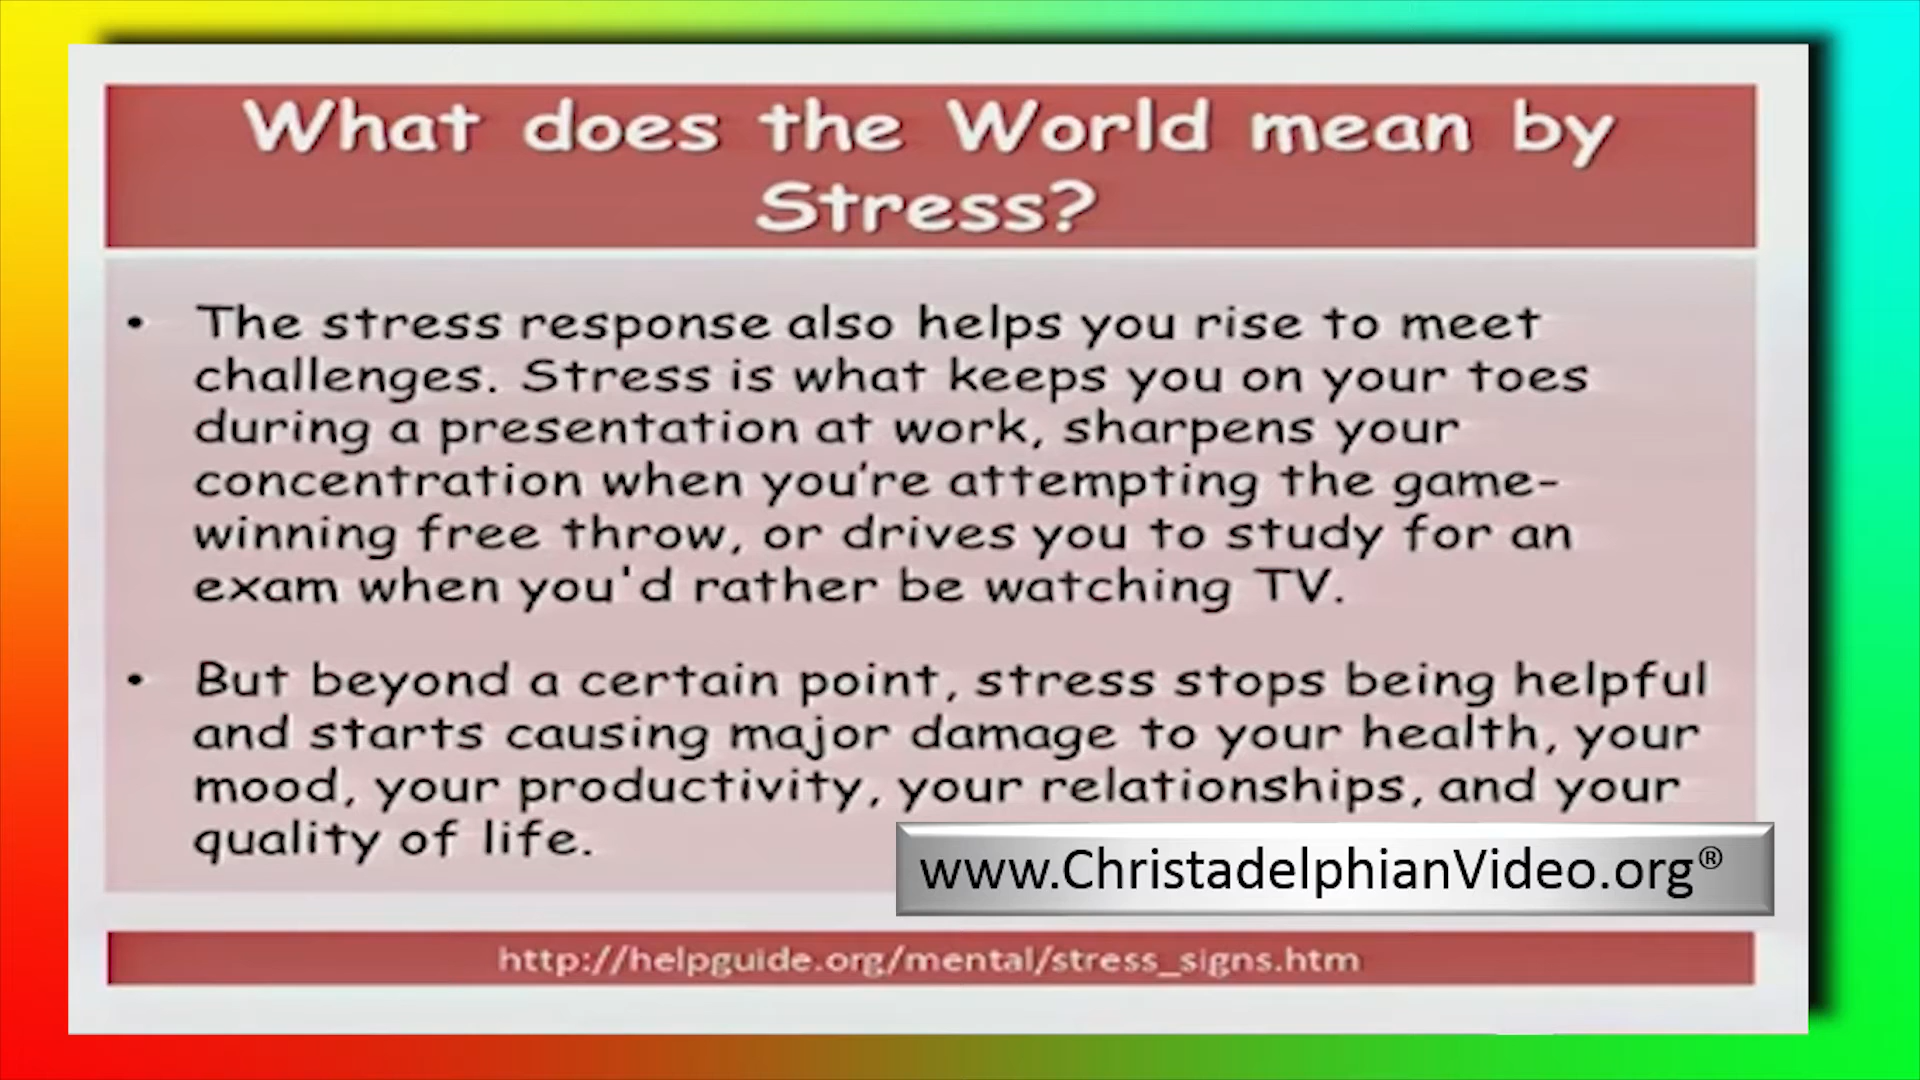 What does the World mean by
Stress?
• The stress response also helps you rise to meet
challenges. Stress is what keeps you on your toes
during a presentation at work, sharpens your
concentration when you’re attempting the game-
winning free throw, or drives you to study for an
exam when you'd rather be watching TV.
• But beyond a certain point, stress stops being helpful
and starts causing major damage to your health, your
mood, your productivity, your relationships, and your
quality of life.
www.ChristadelphianVideo.org®
http://helpguide.org/mental/stress_signs.htm